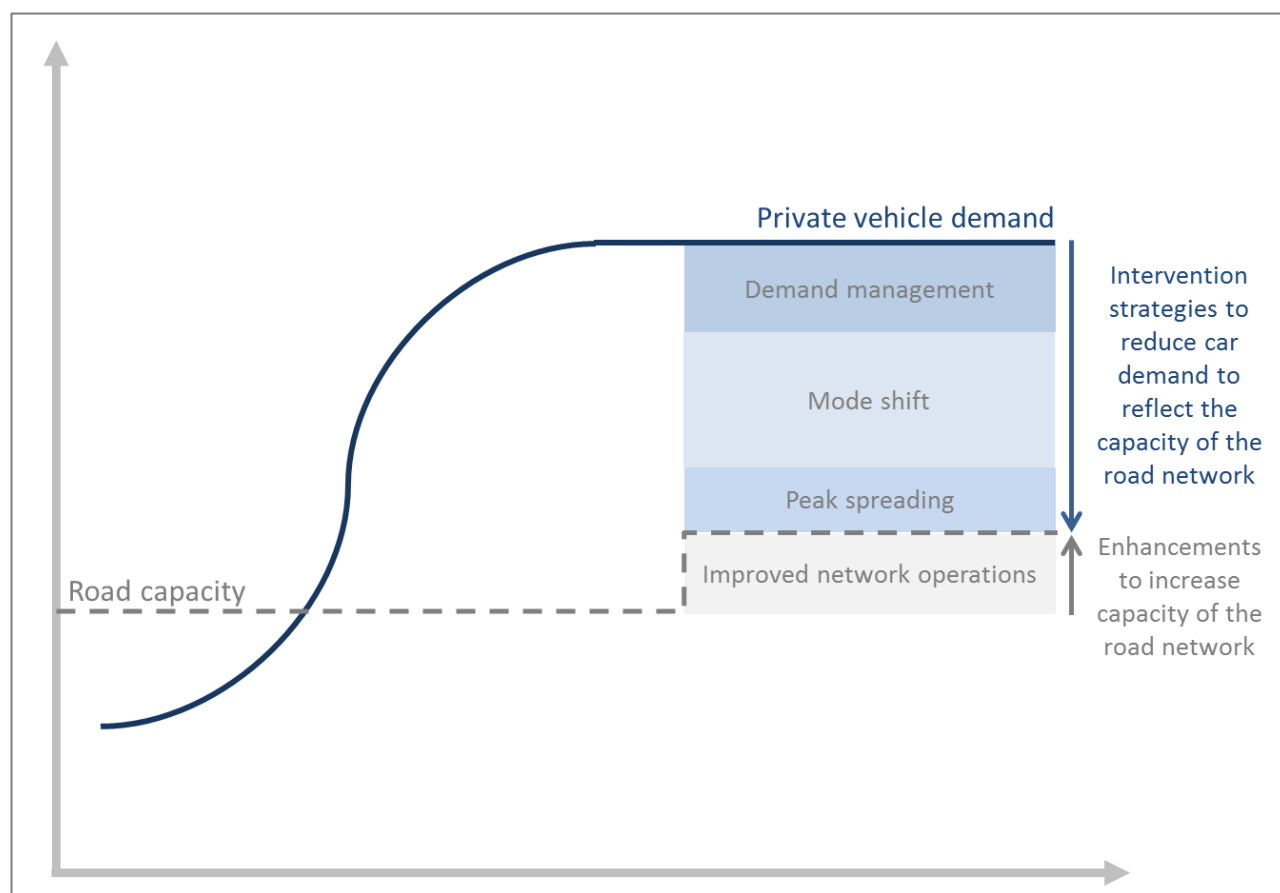 Private vehicle demand
Demand management
Mode shift
Peak spreading
Improved network operations
Road capacity
Intervention
strategies to
reduce car
demand to
reflect the
capacity of the
road network
Enhancements
to increase
capacity of the
road network